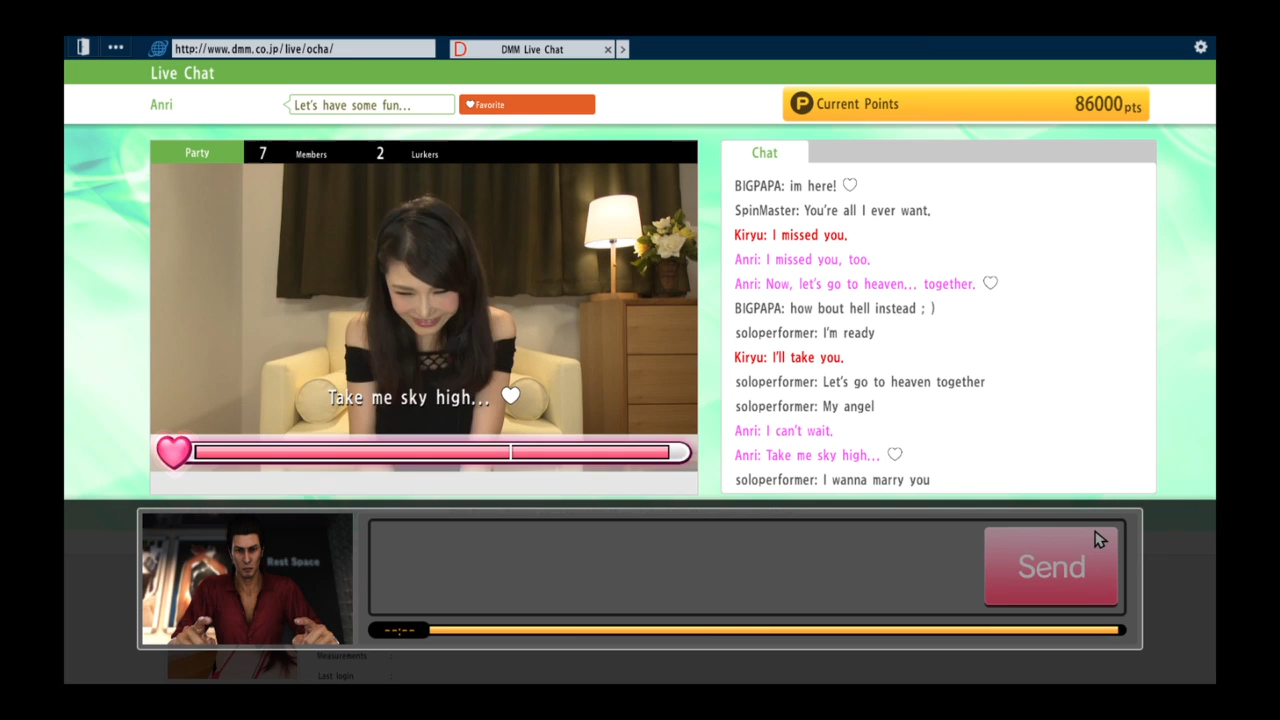 http://www.dmm.co.jp/live/ocha/
DMM Live Chat
Live Chat
Anri
Let's have some fun...
Favorite
P Current Points
86000pts
Party
7 Members
2 Lurkers
Take me sky high...
Chat
BIGPAPA: im here! ♡
SpinMaster: You're all I ever want.
Kiryu: I missed you.
Anri: I missed you, too.
Anri: Now, let's go to heaven... together. ♡
BIGPAPA: how bout hell instead ; )
soloperformer: I'm ready
Kiryu: I'll take you.
soloperformer: Let's go to heaven together
soloperformer: My angel
Anri: I can't wait.
Anri: Take me sky high... ♡
soloperformer: I wanna marry you
Rest Space
Send
--:--
Measurements :
Last login